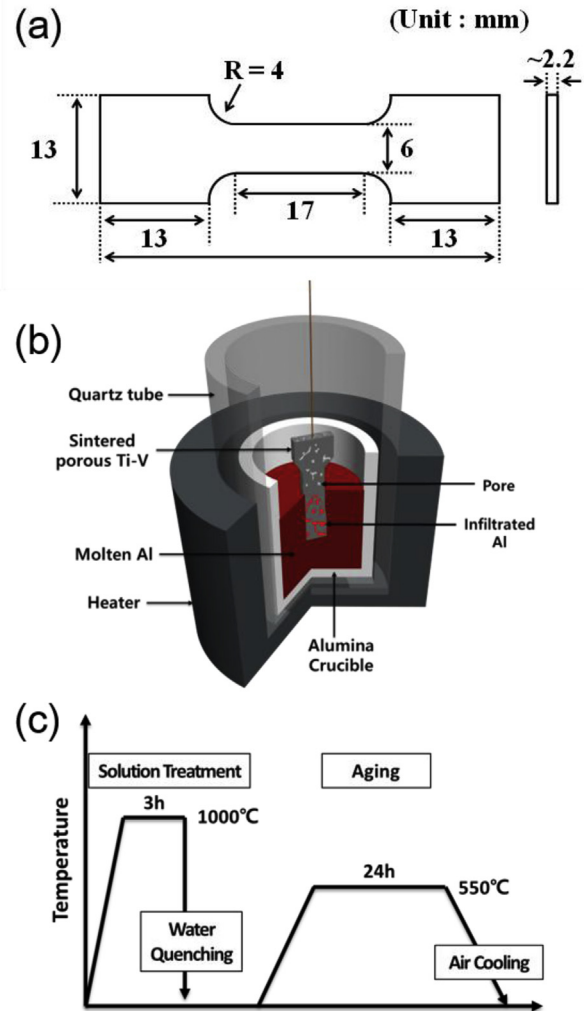 (a)
(Unit : mm)
~2.2
R = 4
13
6
17
13
13
(b)
Quartz tube
Sintered
porous Ti-V
Pore
Infiltrated
Al
Molten Al
Heater
Alumina
Crucible
(c)
Temperature
Solution Treatment
Aging
3h
1000℃
24h
550℃
Water
Quenching
Air Cooling